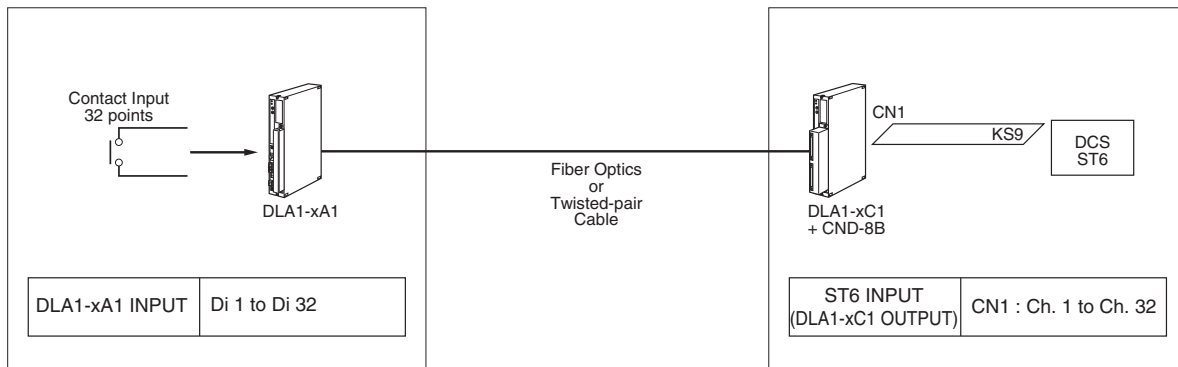 Contact Input
32 points
DLA1-xA1
DLA1-xA1 INPUT
Di 1 to Di 32
Fiber Optics
or
Twisted-pair
Cable
CN1
KS9
DCS
ST6
DLA1-xC1
+ CND-8B
ST6 INPUT
(DLA1-xC1 OUTPUT)
CN1 : Ch. 1 to Ch. 32